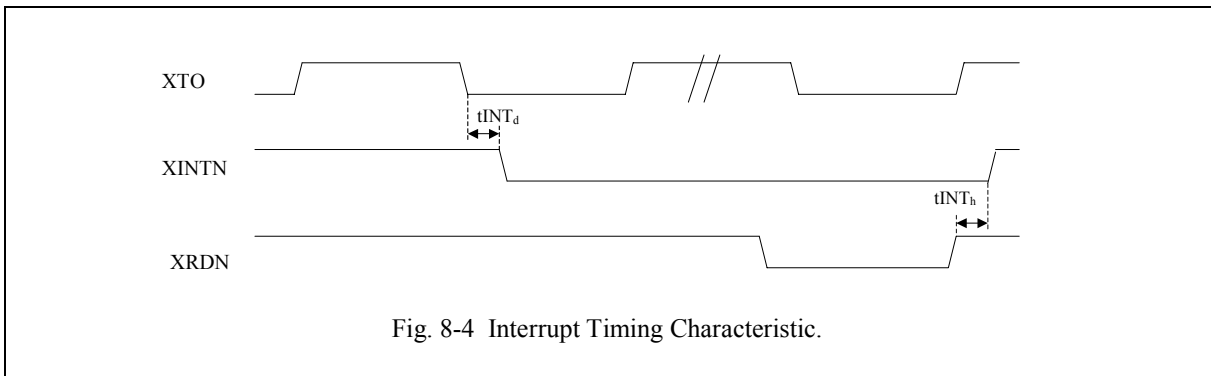 XTO
tINTd
XINTN
tINTh
XRDN
Fig. 8-4 Interrupt Timing Characteristic.